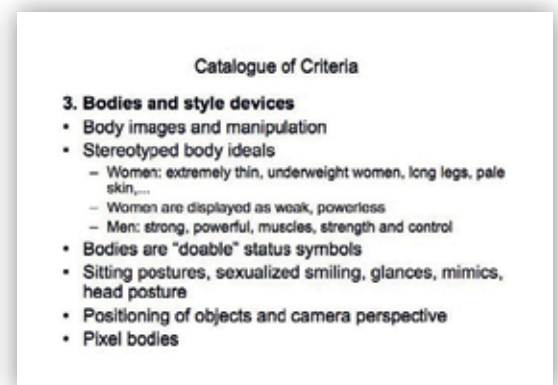 Catalogue of Criteria
3. Bodies and style devices
• Body images and manipulation
• Stereotyped body ideals
– Women: extremely thin, underweight women, long legs, pale
skin,...
– Women are displayed as weak, powerless
– Men: strong, powerful, muscles, strength and control
• Bodies are "doable" status symbols
• Sitting postures, sexualized smiling, glances, mimics,
head posture
• Positioning of objects and camera perspective
• Pixel bodies